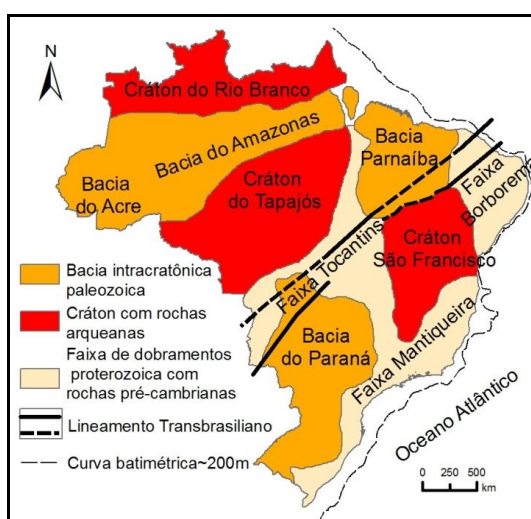 N
Cráton do Rio Branco
Bacia do Amazonas
Bacia
do Acre
Cráton
do Tapajós
Bacia
Parnaíba
Faixa
Borborema
Faixa Tocantins
Cráton
São Francisco
Bacia
do Paraná
Faixa Mantiqueira
Oceano Atlântico
Bacia intracratônica
paleozoica
Cráton com rochas
arqueanas
Faixa de dobramentos
proterozoica com
rochas pré-cambrianas
Lineamento Transbrasiliano
Curva batimétrica~200m
0 250 500
km